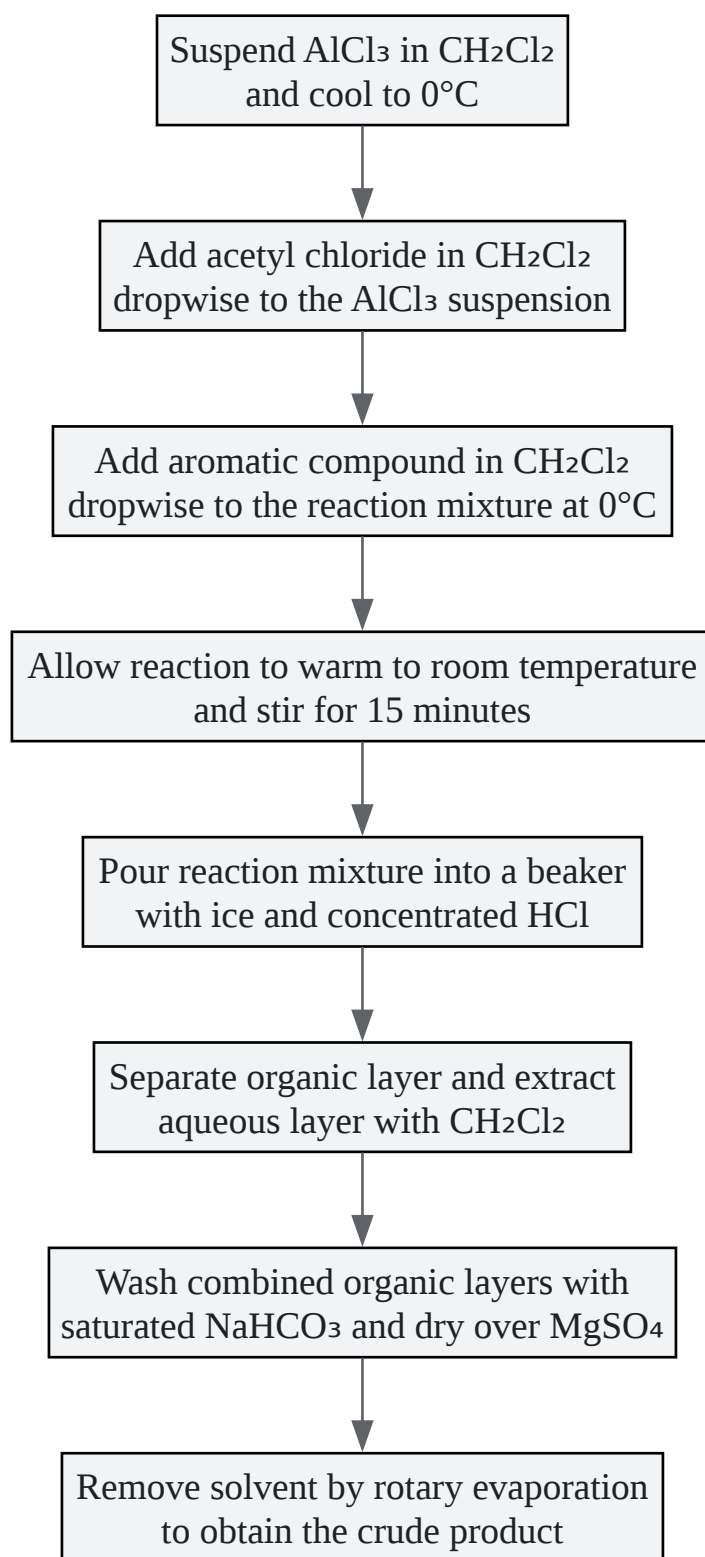 Suspend AlCl₃ in CH₂Cl₂
and cool to 0°C
Add acetyl chloride in CH₂Cl₂
dropwise to the AlCl₃ suspension
Add aromatic compound in CH₂Cl₂
dropwise to the reaction mixture at 0°C
Allow reaction to warm to room temperature
and stir for 15 minutes
Pour reaction mixture into a beaker
with ice and concentrated HCl
Separate organic layer and extract
aqueous layer with CH₂Cl₂
Wash combined organic layers with
saturated NaHCO₃ and dry over MgSO₄
Remove solvent by rotary evaporation
to obtain the crude product